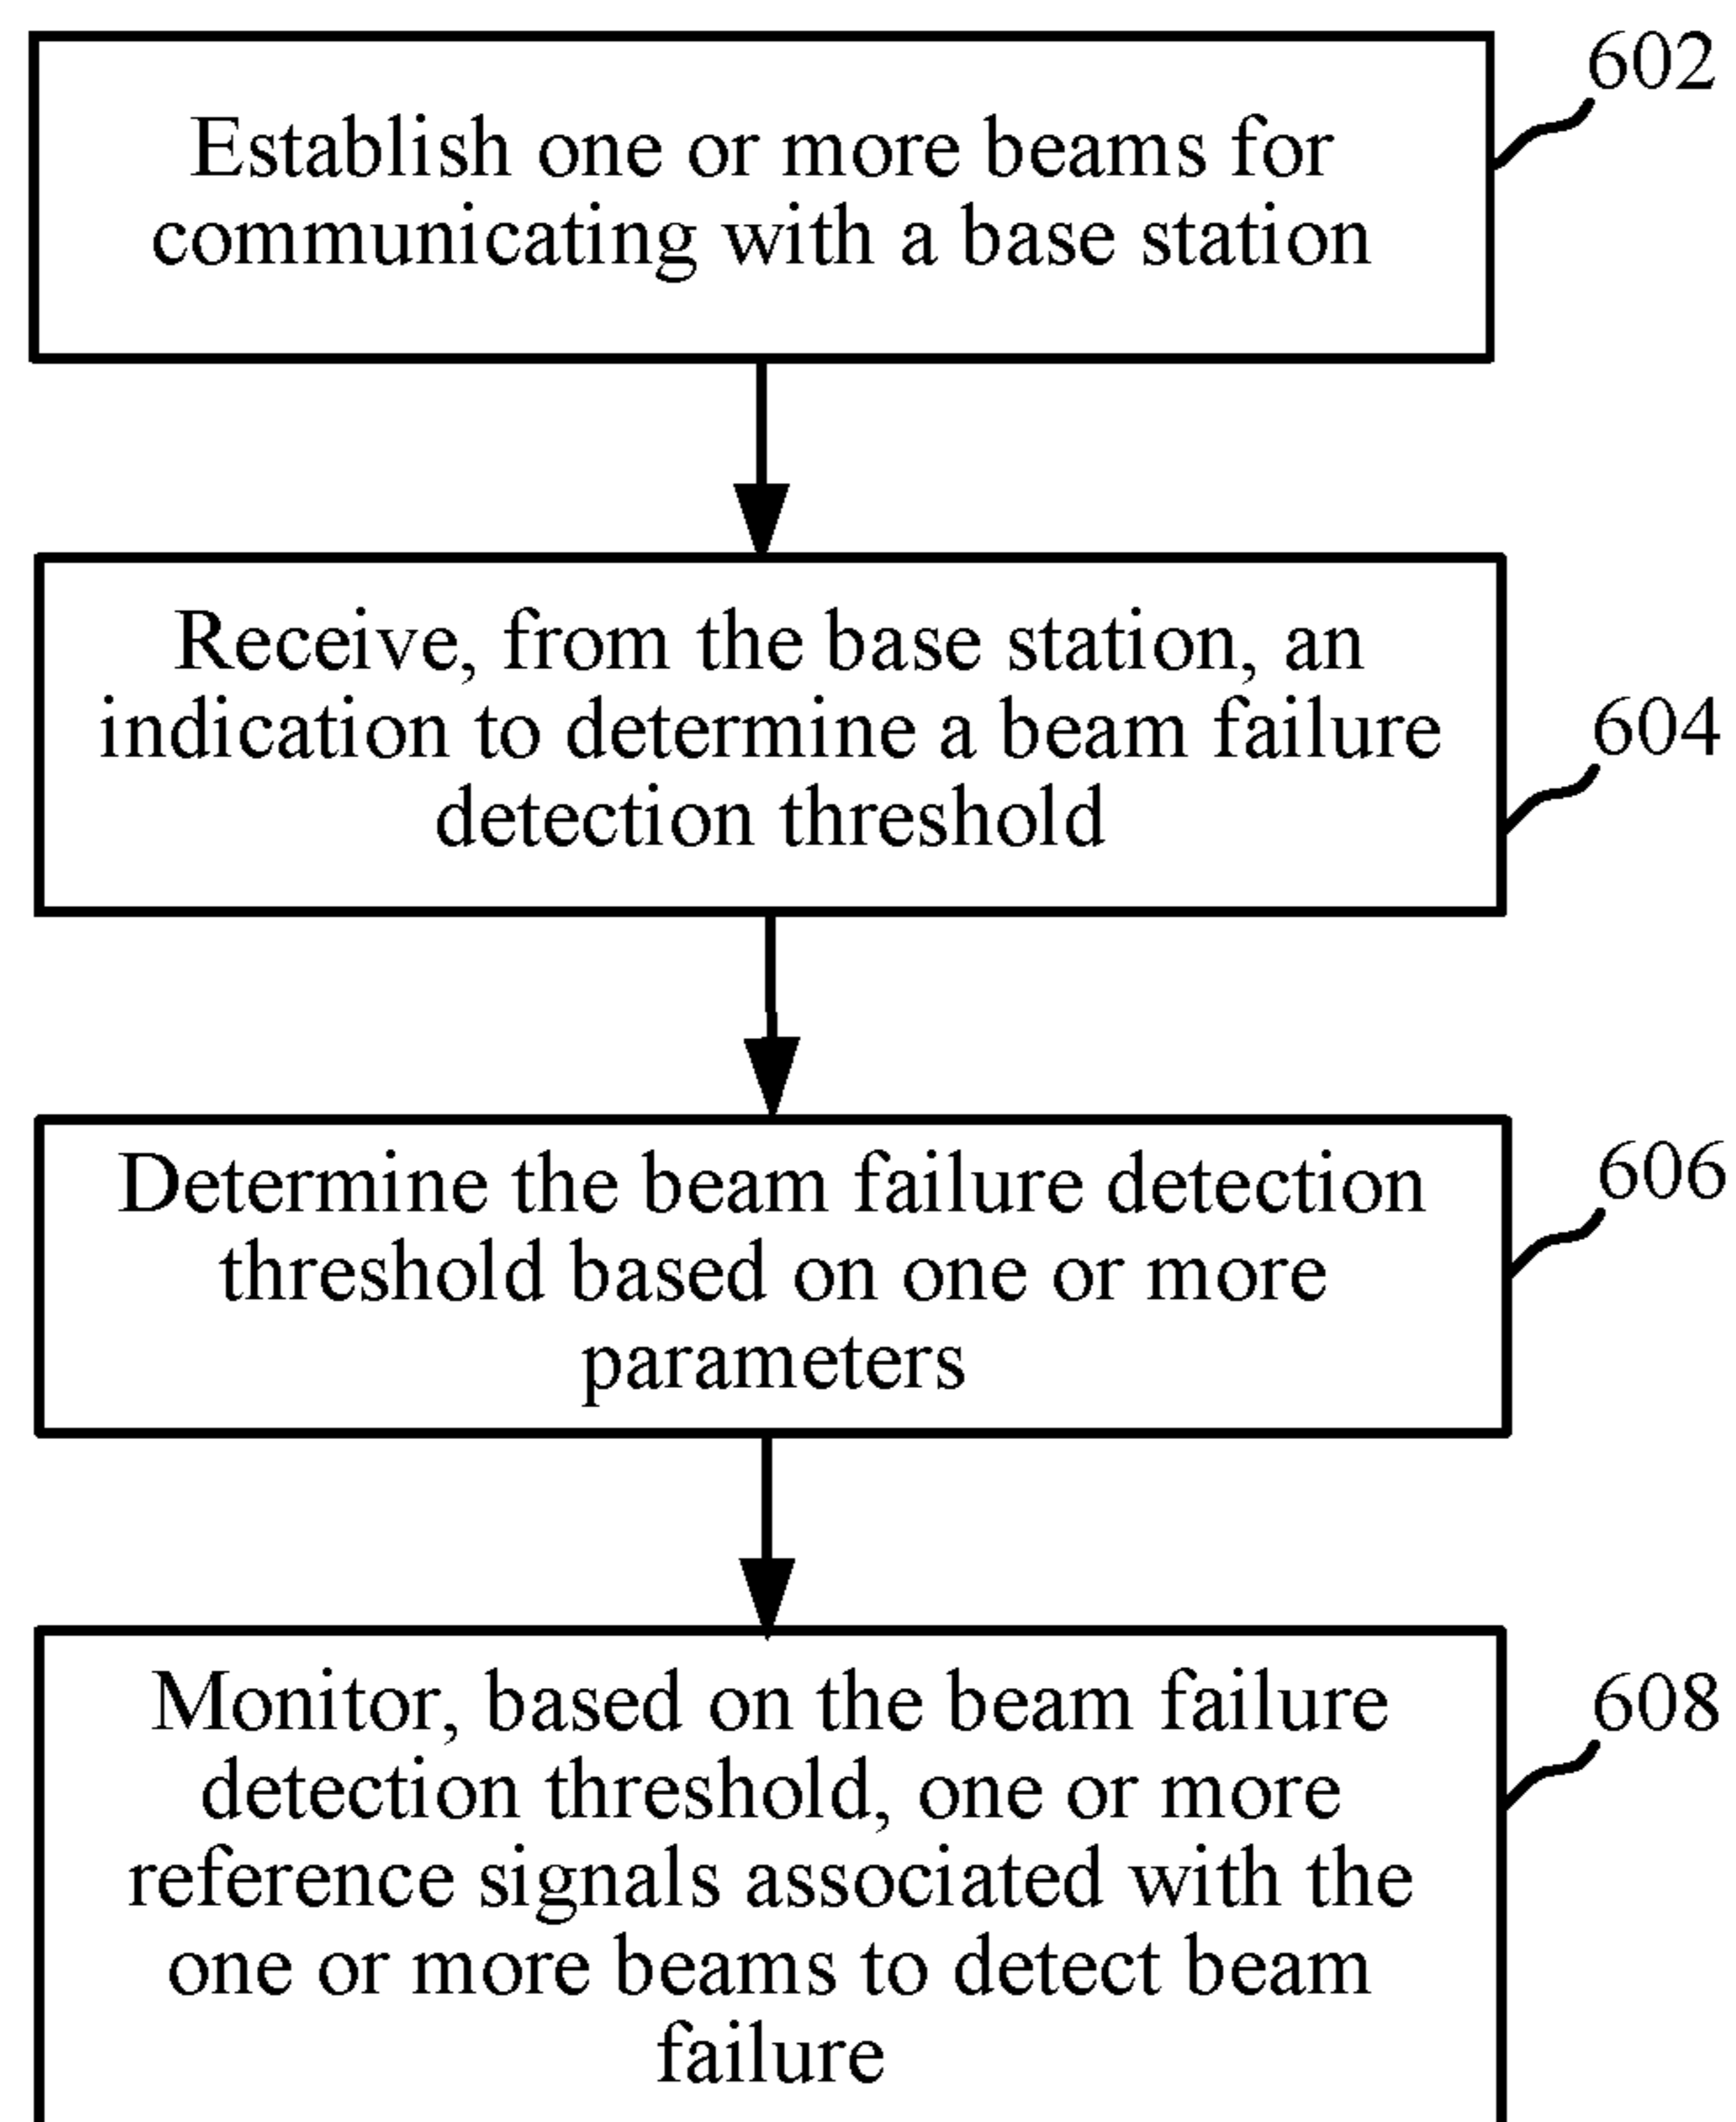 602
Establish one or more beams for
communicating with a base station
Receive, from the base station, an
indication to determine a beam failure
detection threshold
604
Determine the beam failure detection
threshold based on one or more
parameters
606
Monitor, based on the beam failure
detection threshold, one or more
reference signals associated with the
one or more beams to detect beam
failure
608